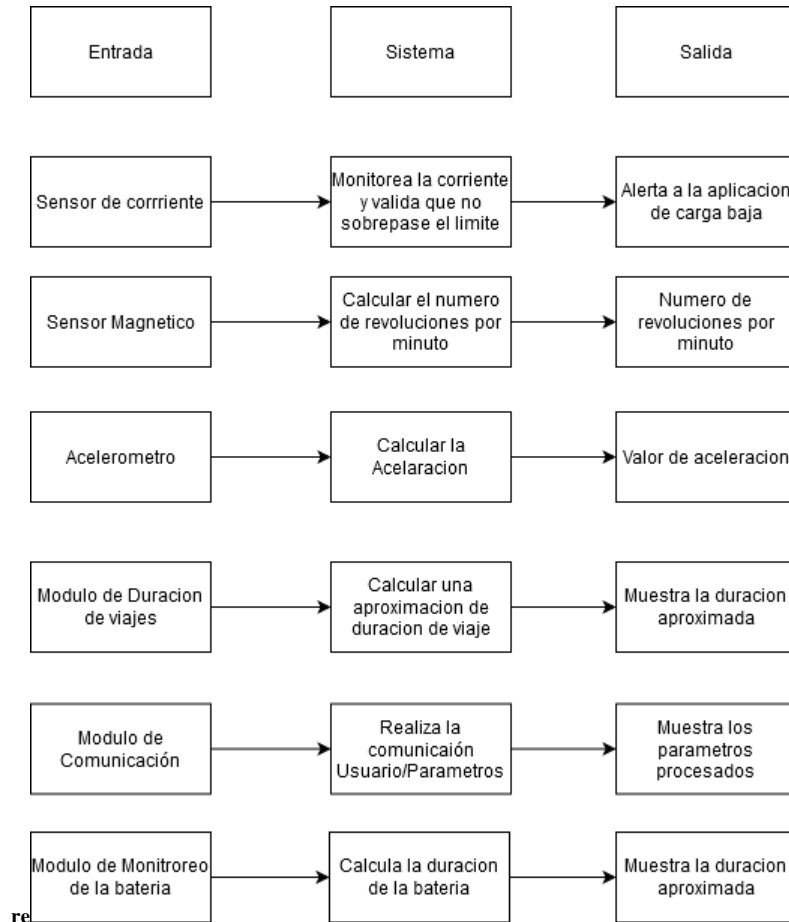 Entrada
Sistema
Salida
Sensor de corrriente
Monitorea la corriente
y valida que no
sobrepase el limite
Alerta a la aplicacion
de carga baja
Sensor Magnetico
Calcular el numero
de revoluciones por
minuto
Numero de
revoluciones por
minuto
Acelerometro
Calcular la
Acelaracion
Valor de aceleracion
Modulo de Duracion
de viajes
Calcular una
aproximacion de
duracion de viaje
Muestra la duracion
aproximada
Modulo de
Comunicación
Realiza la
comunicaión
Usuario/Parametros
Muestra los
parametros
procesados
Modulo de Monitroreo
de la bateria
Calcula la duracion
de la bateria
Muestra la duracion
aproximada
re